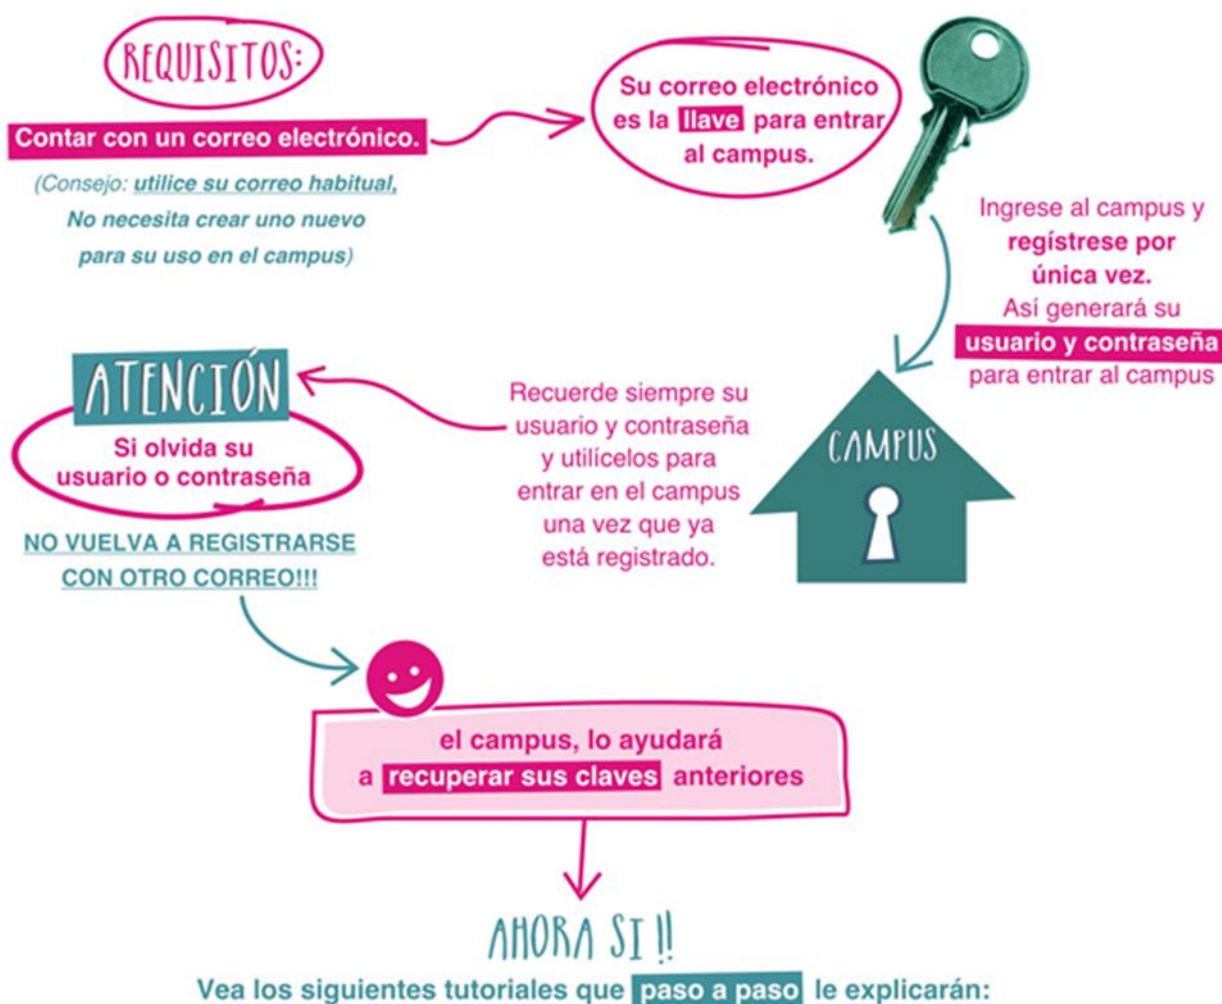 REQUISITOS:
Contar con un correo electrónico.
(Consejo: utilice su correo habitual,
No necesita crear uno nuevo
para su uso en el campus)
Su correo electrónico
es la llave para entrar
al campus.
Ingrese al campus y
regístrese por
única vez.
Así generará su
usuario y contraseña
para entrar al campus
CAMPUS
Recuerde siempre su
usuario y contraseña
y utilícelos para
entrar en el campus
una vez que ya
está registrado.
ATENCIÓN
Si olvida su
usuario o contraseña
NO VUELVA A REGISTRARSE
CON OTRO CORREO!!!
el campus, lo ayudará
a recuperar sus claves anteriores
AHORA SI !!
Vea los siguientes tutoriales que paso a paso le explicarán: